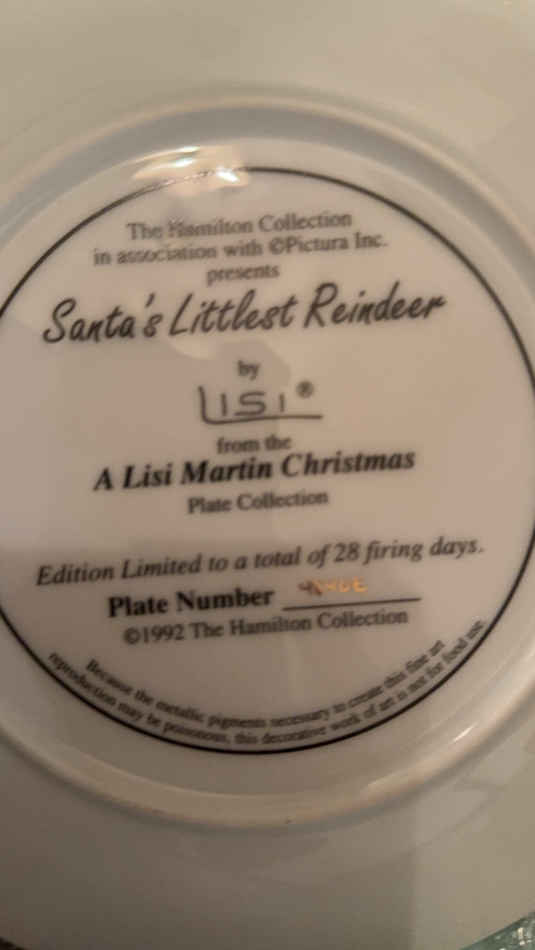 The Hamilton Collection
in association with ©Pictura Inc.
presents
Santa's Littlest Reindeer
by
LISI®
from the
A Lisi Martin Christmas
Plate Collection
Edition Limited to a total of 28 firing days.
Plate Number
©1992 The Hamilton Collection
Because the metallic pigments necessary to create this fine art
reproduction may be poisonous, this decorative work of art is not for food use.